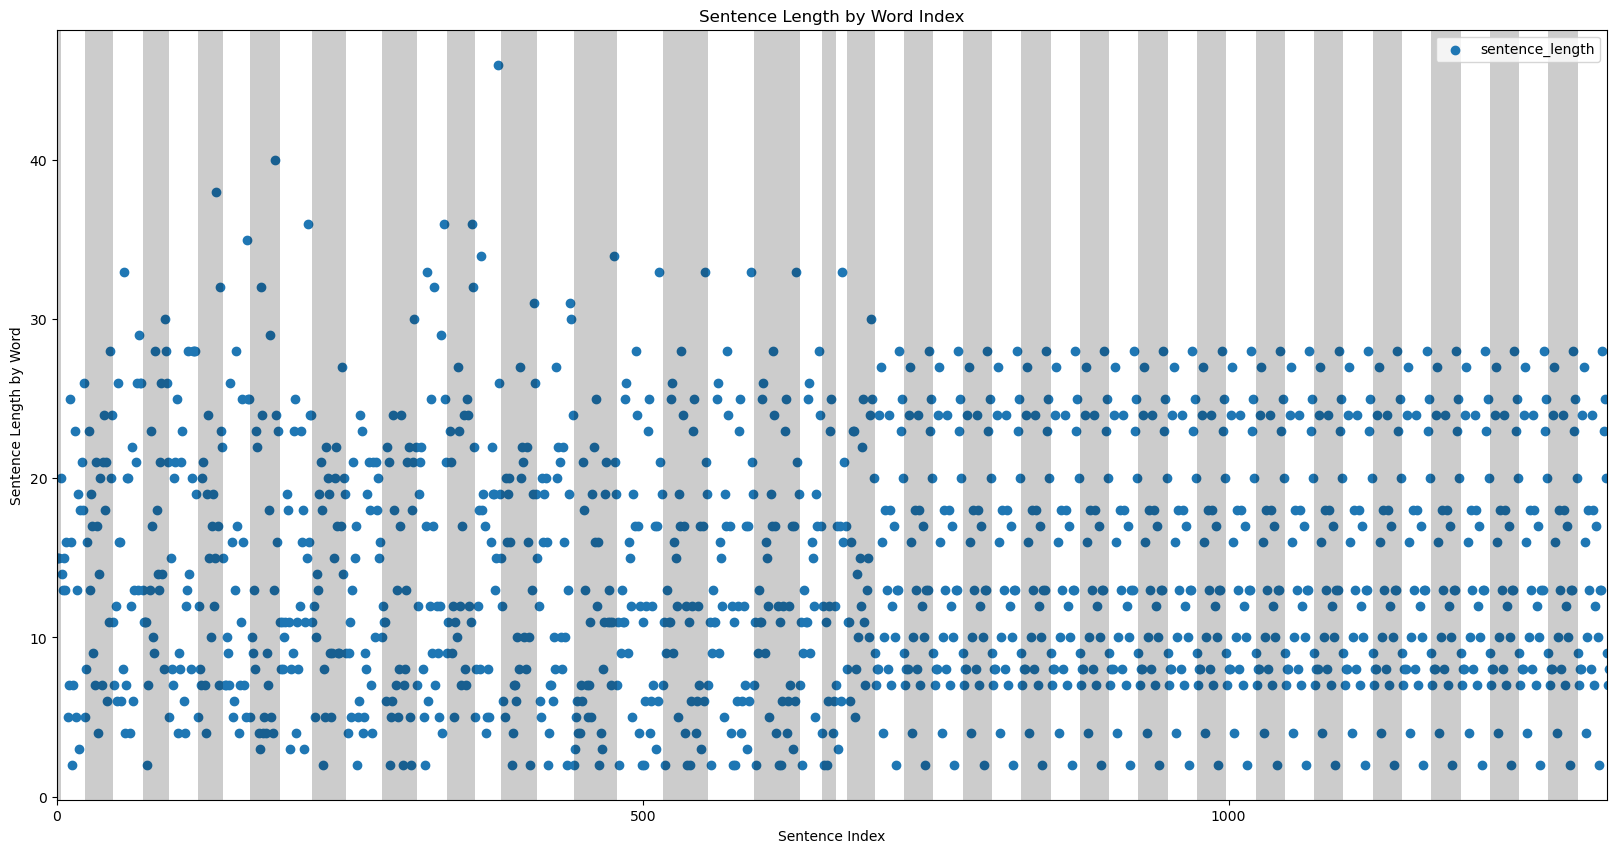 Sentence Length by Word Index
sentence_length
Sentence Length by Word
40
30
20
10
0
0 500 1000
Sentence Index